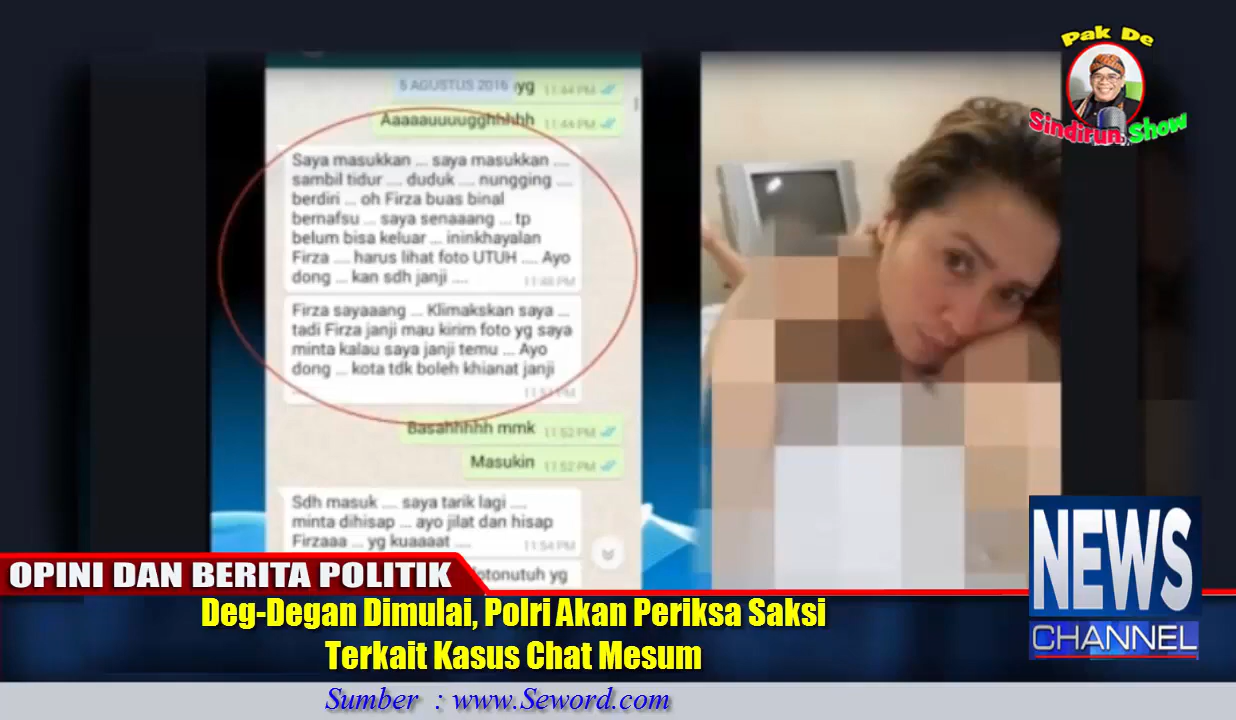 Pak De
Sindirun Show
5 AGUSTUS 2016
yg 11:44 PM
Aaaaauuuugghhhhh 11:44 PM
Saya masukkan ... saya masukkan ....
sambil tidur .... duduk .... nungging ....
berdiri ... oh Firza buas binal
bernafsu ... saya senaaang ... tp
belum bisa keluar ... ininkhayalan
Firza .... harus lihat foto UTUH .... Ayo
dong ... kan sdh janji .... 11:48 PM
Firza sayaaang ... Klimakskan saya ...
tadi Firza janji mau kirim foto yg saya
minta kalau saya janji temu ... Ayo
dong ... kota tdk boleh khianat janji
...
Basahhhhh mmk 11:52 PM
Masukin 11:52 PM
Sdh masuk .... saya tarik lagi ....
minta dihisap ... ayo jilat dan hisap
Firzaaa ... yg kuaaaat .... 11:54 PM
otonutuh yg
OPINI DAN BERITA POLITIK
Deg-Degan Dimulai, Polri Akan Periksa Saksi
Terkait Kasus Chat Mesum
Sumber : www.Seword.com
NEWS
CHANNEL